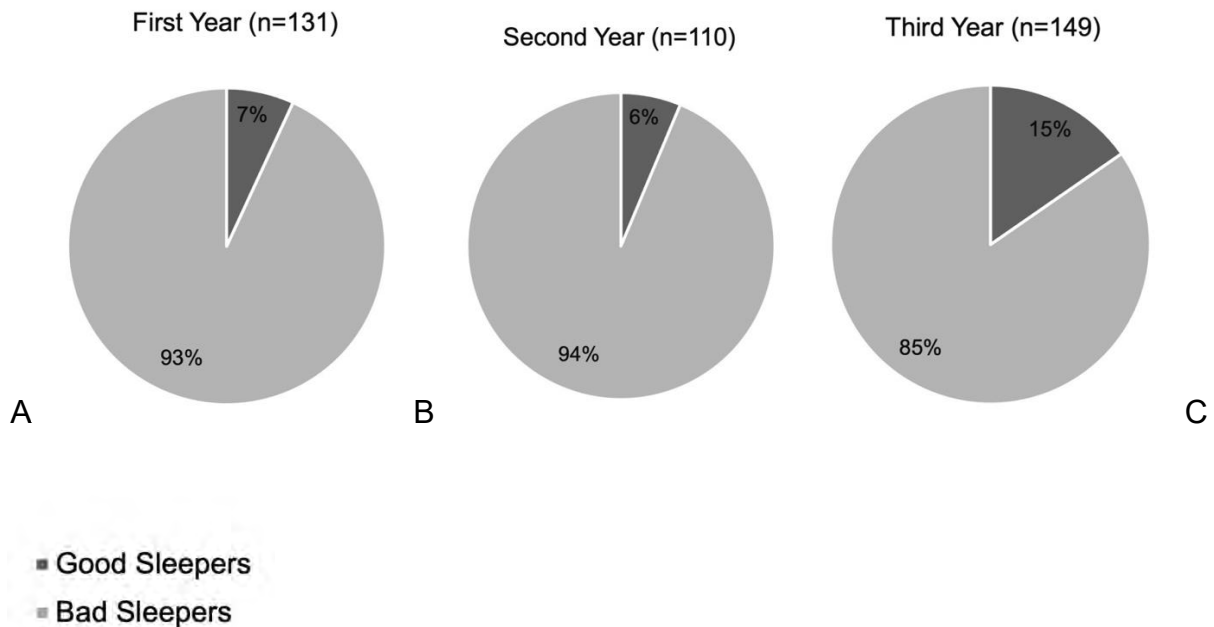 First Year (n=131)
Second Year (n=110)
Third Year (n=149)
7%
93%
6%
94%
15%
85%
A
B
C
Good Sleepers
Bad Sleepers